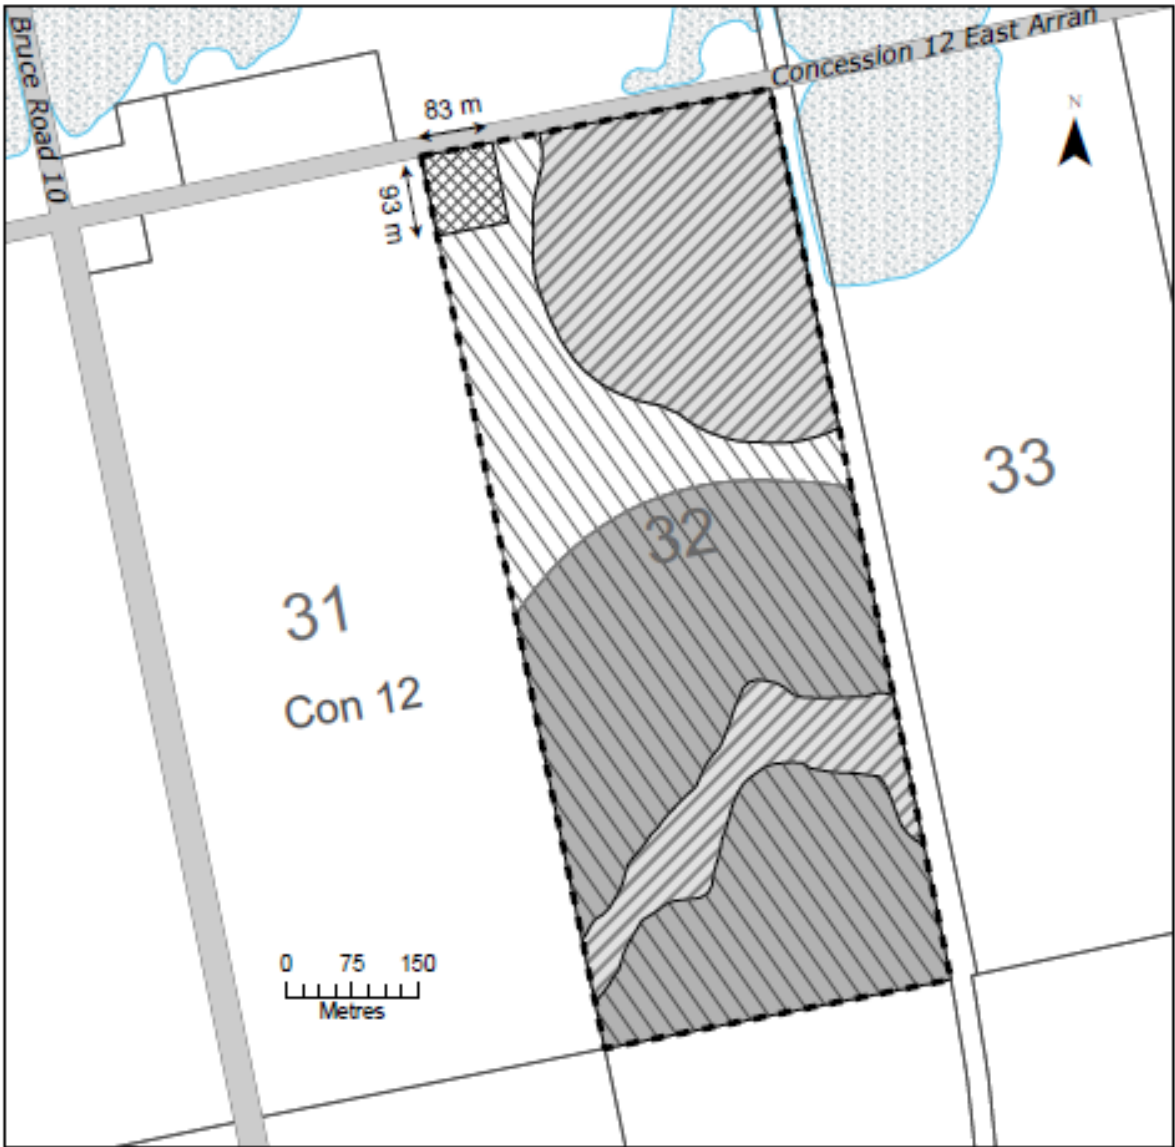 Bruce Road 10
Concession 12 East Arran
83 m
N
93 m
33
32
31
Con 12
0 75 150
Metres